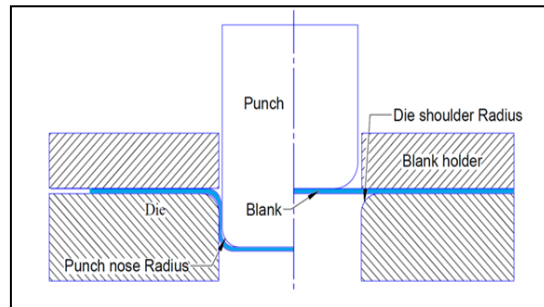 Punch
Die shoulder Radius
Blank holder
Blank
Die
Punch nose Radius